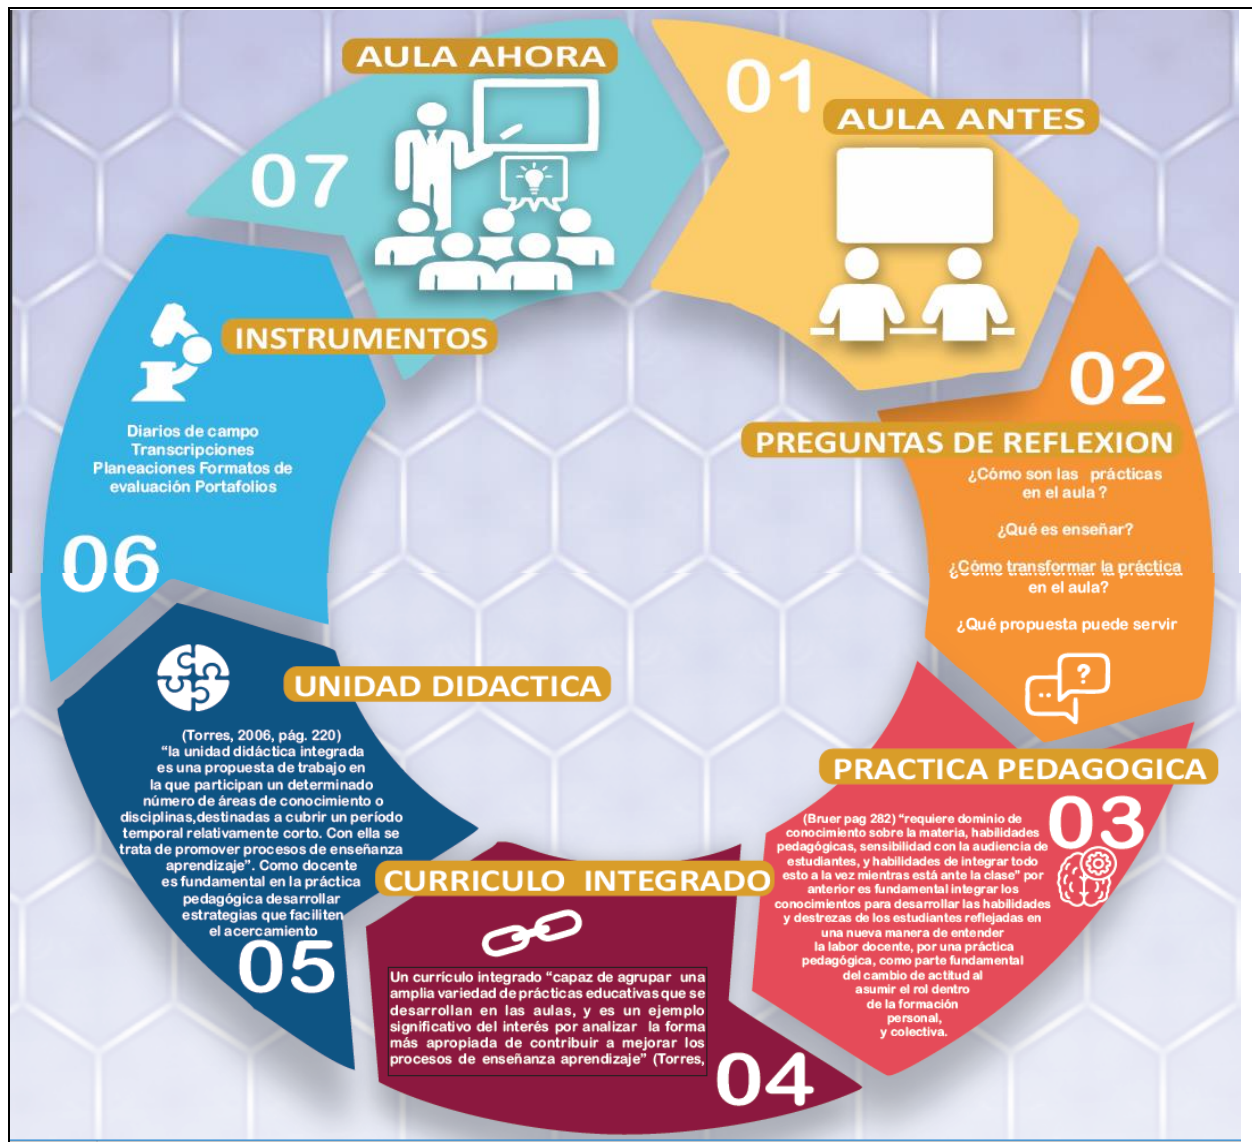 01
AULA ANTES
02
PREGUNTAS DE REFLEXION
¿Cómo son las prácticas
en el aula ?
¿Qué es enseñar?
¿Cómo transformar la práctica
en el aula?
¿Qué propuesta puede servir
?
PRACTICA PEDAGOGICA
03
(Bruer pag 282) “requiere dominio de
conocimiento sobre la materia, habilidades
pedagógicas, sensibilidad con la audiencia de
estudiantes, y habilidades de integrar todo
esto a la vez mientras está ante la clase” por
anterior es fundamental integrar los
conocimientos para desarrollar las habilidades
y destrezas de los estudiantes reflejadas en
una nueva manera de entender
la labor docente, por una práctica
pedagógica, como parte fundamental
del cambio de actitud al
asumir el rol dentro
de la formación
personal,
y colectiva.
CURRICULO INTEGRADO
Un currículo integrado “capaz de agrupar una
amplia variedad de prácticas educativas que se
desarrollan en las aulas, y es un ejemplo
significativo del interés por analizar la forma
más apropiada de contribuir a mejorar los
procesos de enseñanza aprendizaje” (Torres,
04
UNIDAD DIDACTICA
(Torres, 2006, pág. 220)
“la unidad didáctica integrada
es una propuesta de trabajo en
la que participan un determinado
número de áreas de conocimiento o
disciplinas,destinadas a cubrir un período
temporal relativamente corto. Con ella se
trata de promover procesos de enseñanza
aprendizaje”. Como docente
es fundamental en la práctica
pedagógica desarrollar
estrategias que faciliten
el acercamiento
05
INSTRUMENTOS
Diarios de campo
Transcripciones
Planeaciones Formatos de
evaluación Portafolios
06
AULA AHORA
07